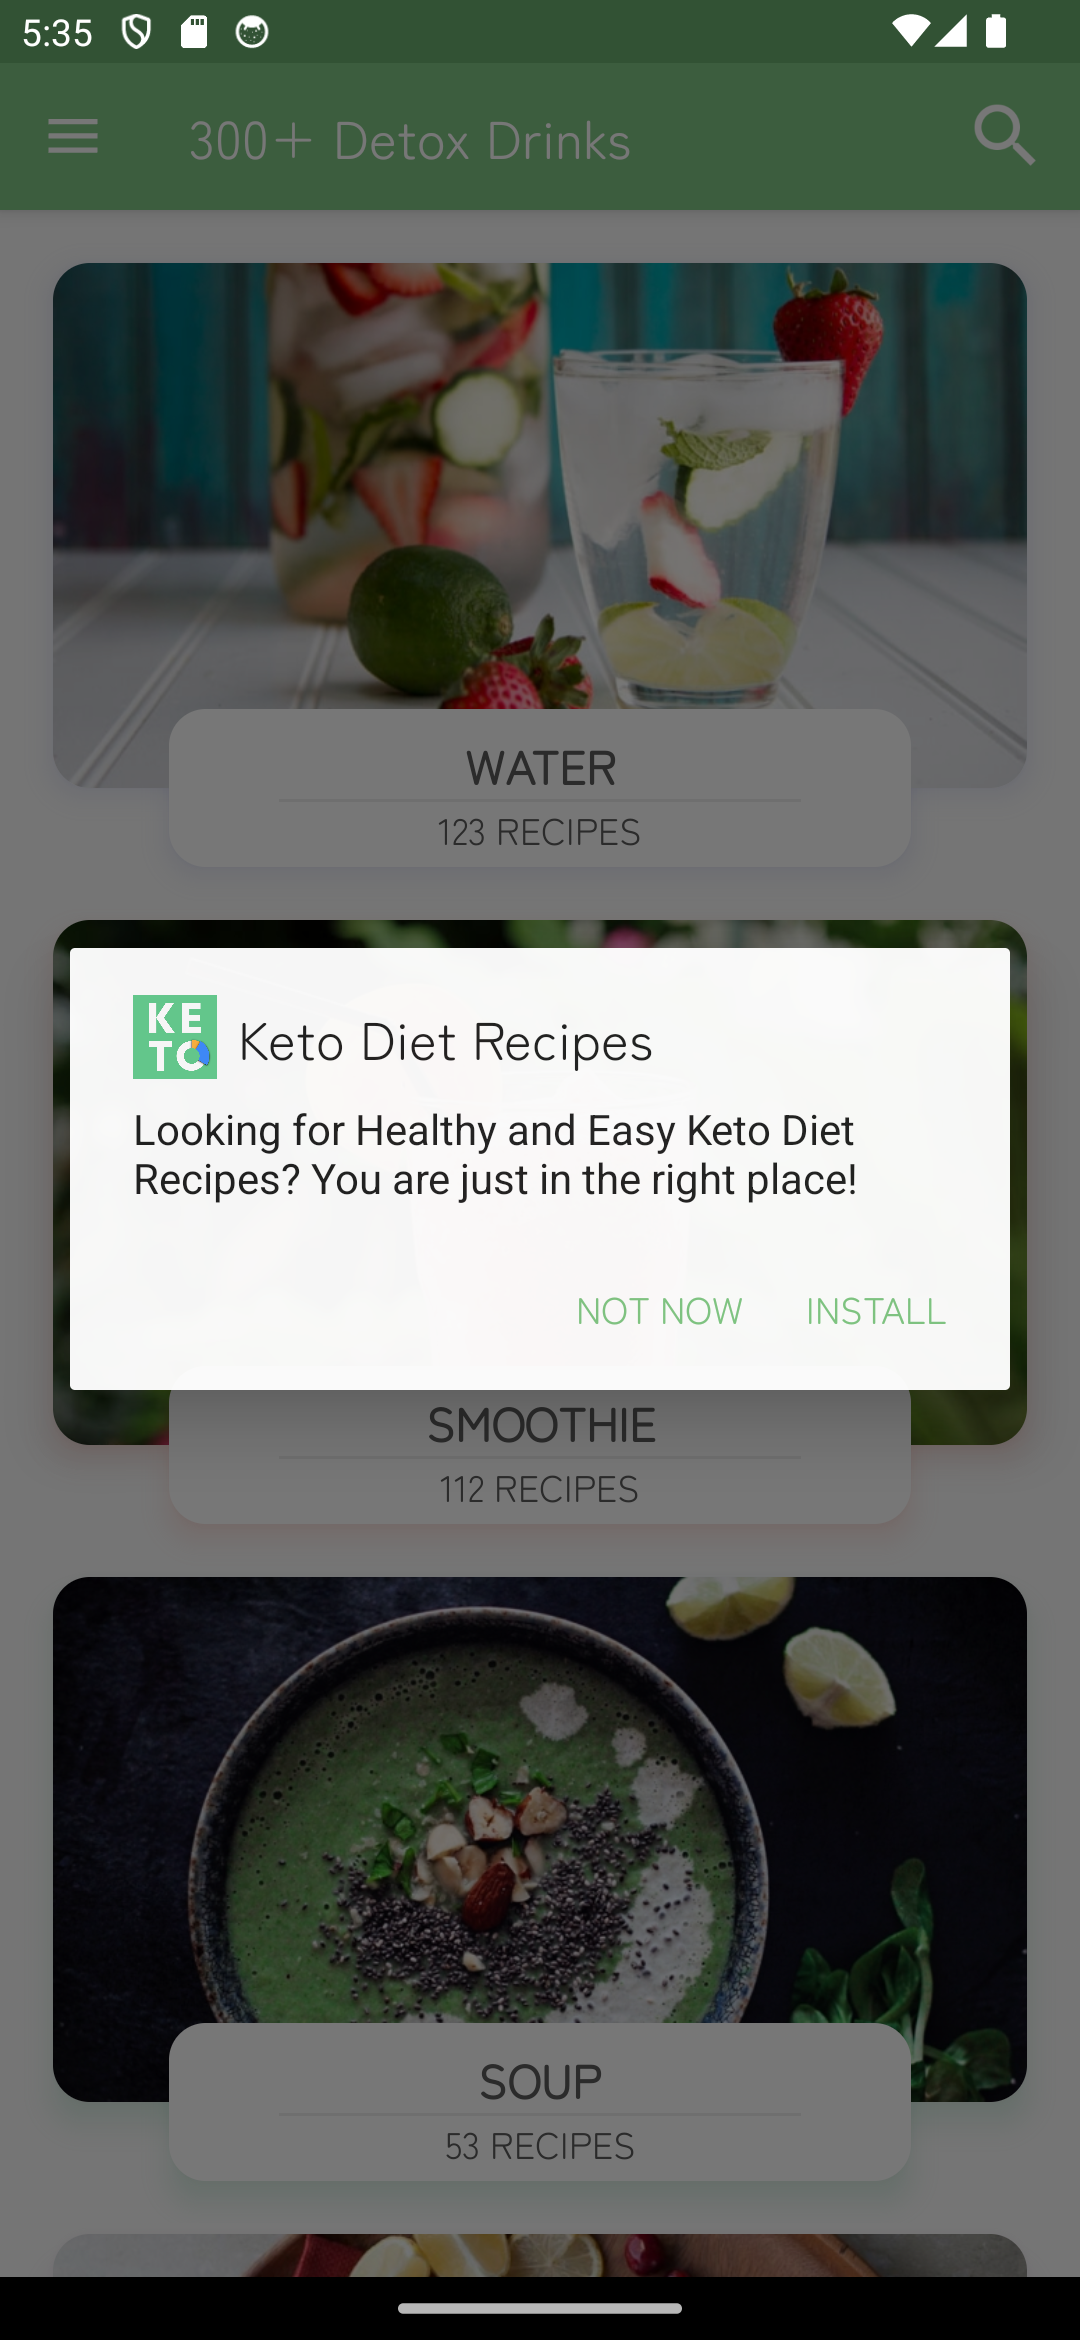 5:35
300+ Detox Drinks
WATER
123 RECIPES
KE
TO
Keto Diet Recipes
Looking for Healthy and Easy Keto Diet
Recipes? You are just in the right place!
NOT NOW INSTALL
SMOOTHIE
112 RECIPES
SOUP
53 RECIPES